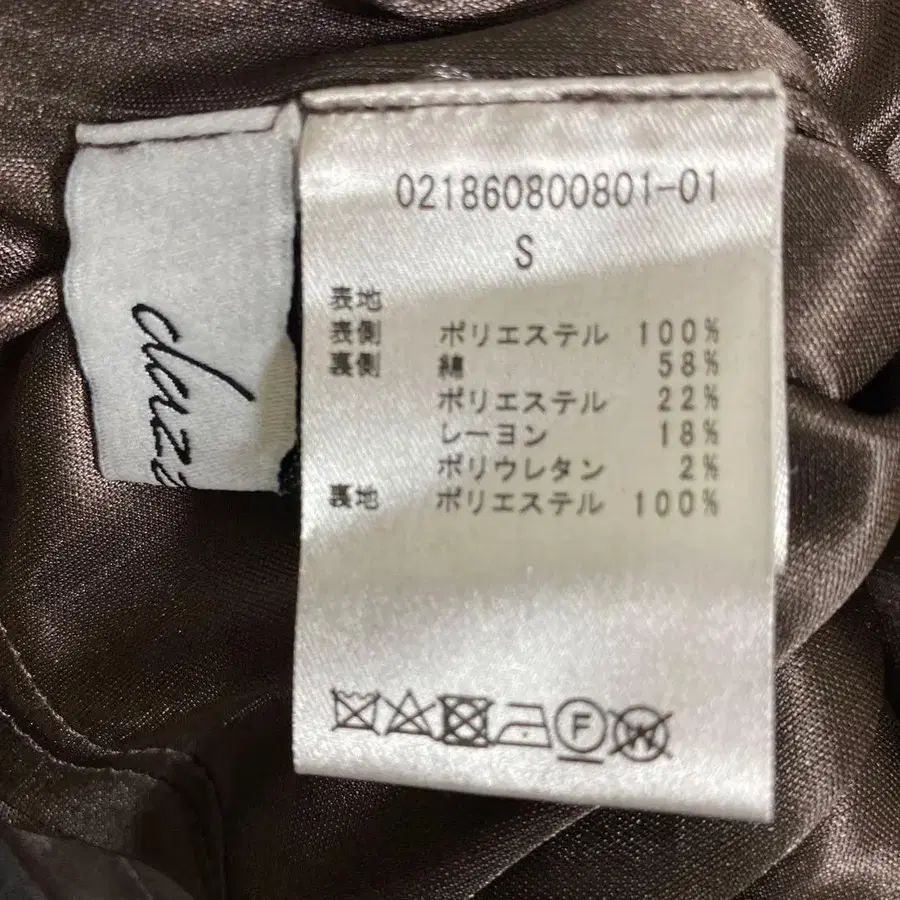 021860800801-01
S
表地
表側 ポリエステル 100%
裏側 綿 58%
ポリエステル 22%
レーヨン 18%
ポリウレタン 2%
裏地 ポリエステル 100%
F
W